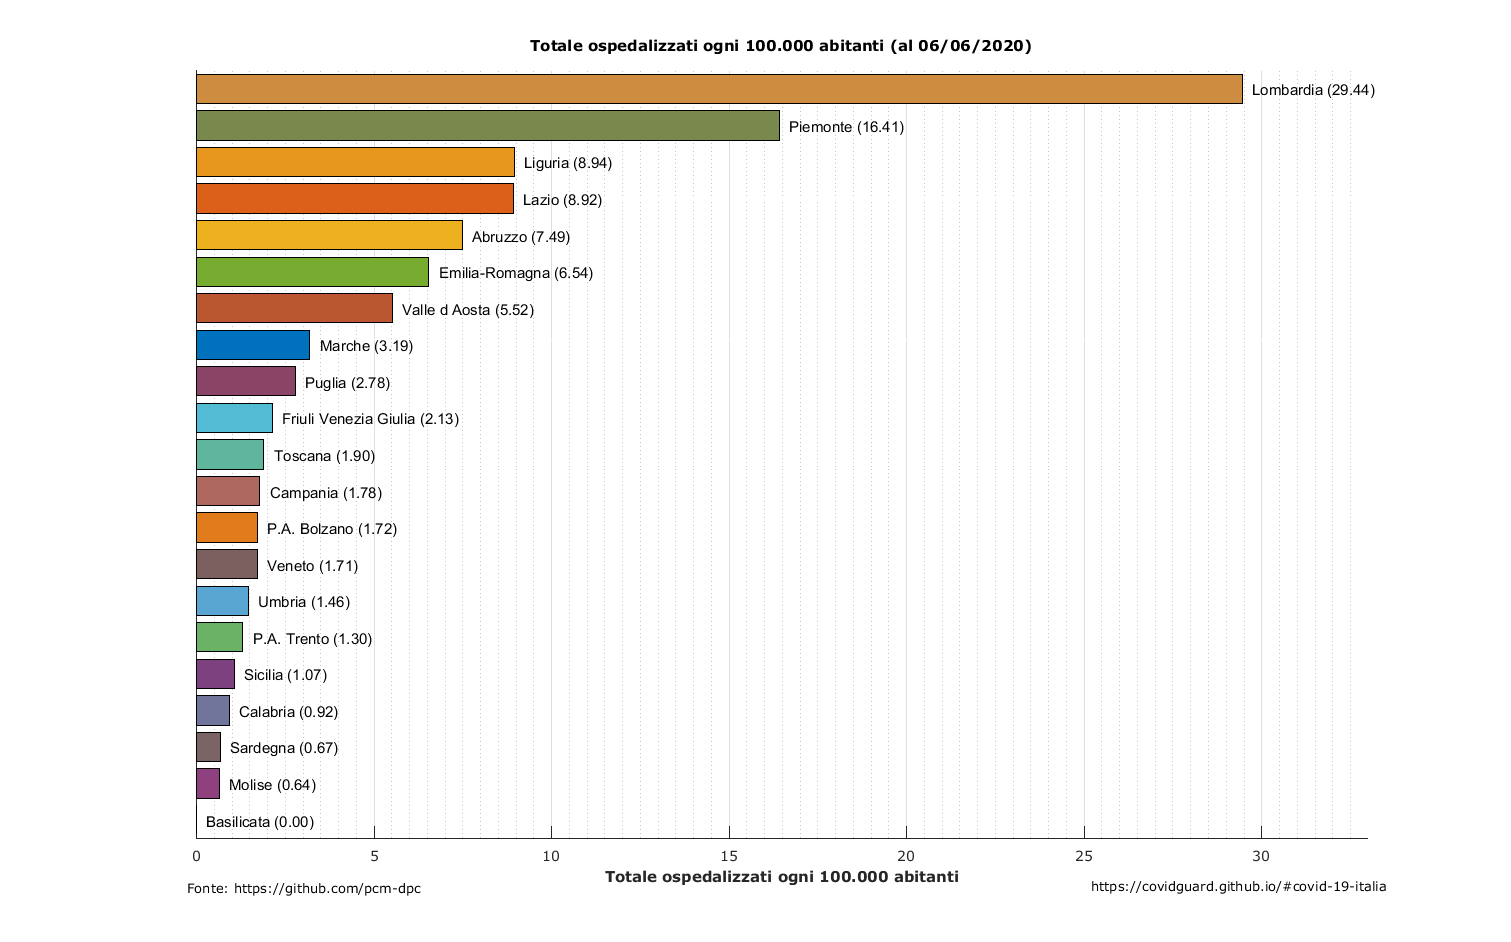 Totale ospedalizzati ogni 100.000 abitanti (al 06/06/2020)
Lombardia (29.44)
Piemonte (16.41)
Liguria (8.94)
Lazio (8.92)
Abruzzo (7.49)
Emilia-Romagna (6.54)
Valle d Aosta (5.52)
Marche (3.19)
Puglia (2.78)
Friuli Venezia Giulia (2.13)
Toscana (1.90)
Campania (1.78)
P.A. Bolzano (1.72)
Veneto (1.71)
Umbria (1.46)
P.A. Trento (1.30)
Sicilia (1.07)
Calabria (0.92)
Sardegna (0.67)
Molise (0.64)
Basilicata (0.00)
0 5 10 15 20 25 30
Totale ospedalizzati ogni 100.000 abitanti
Fonte: https://github.com/pcm-dpc
https://covidguard.github.io/#covid-19-italia